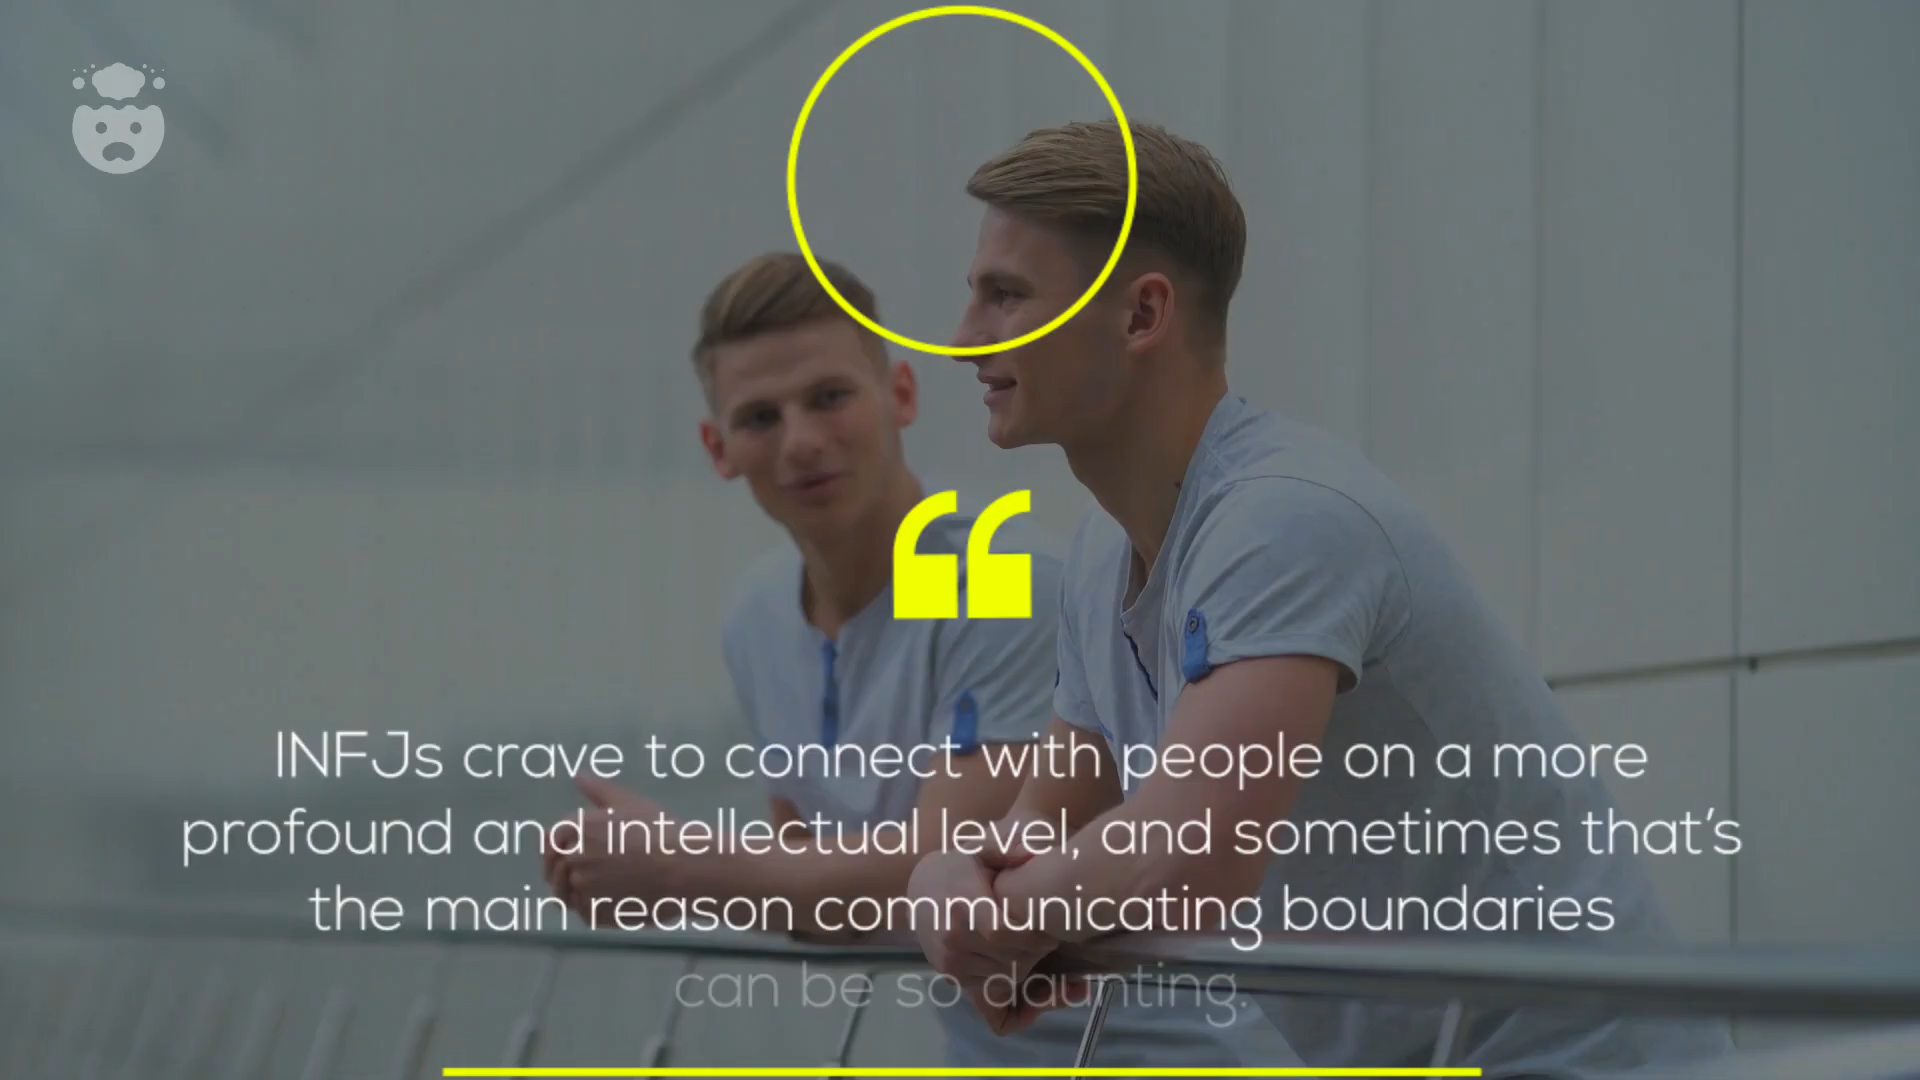 INFJs crave to connect with people on a more
profound and intellectual level, and sometimes that's
the main reason communicating boundaries
can be so daunting.